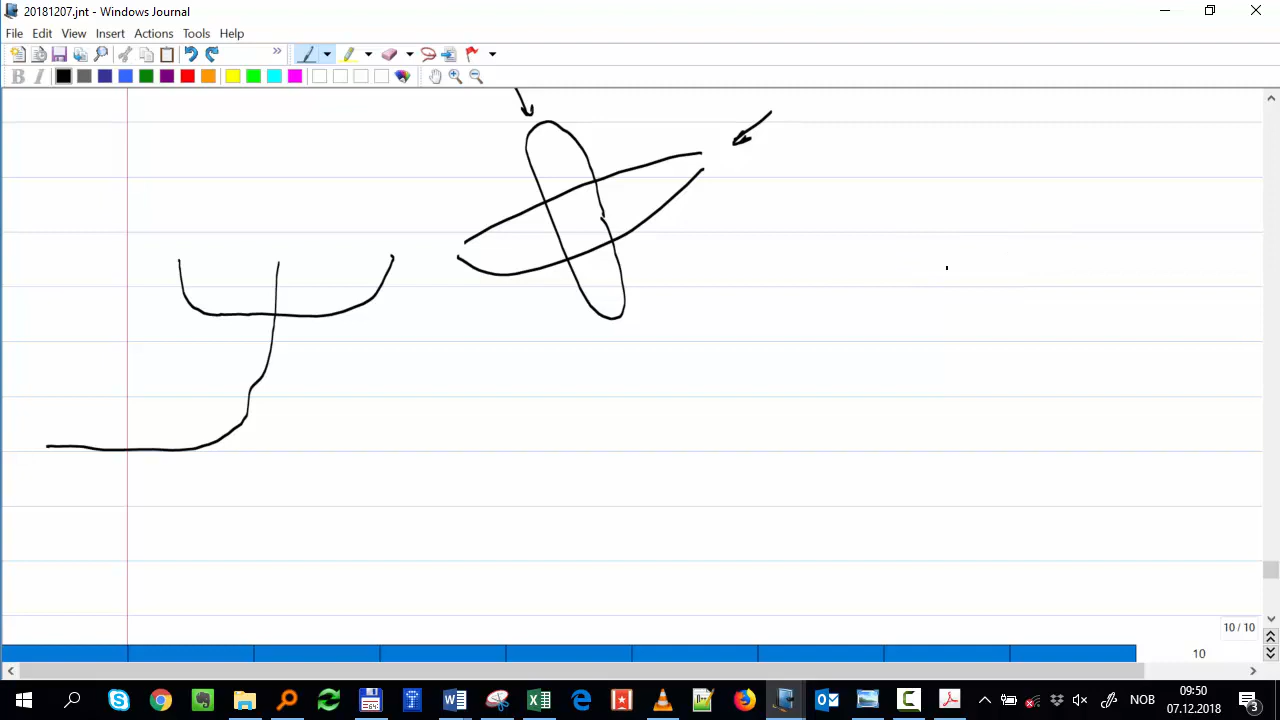 20181207.jnt - Windows Journal
File Edit View Insert Actions Tools Help
B I
10 / 10
10
NOB
09:50
07.12.2018
3